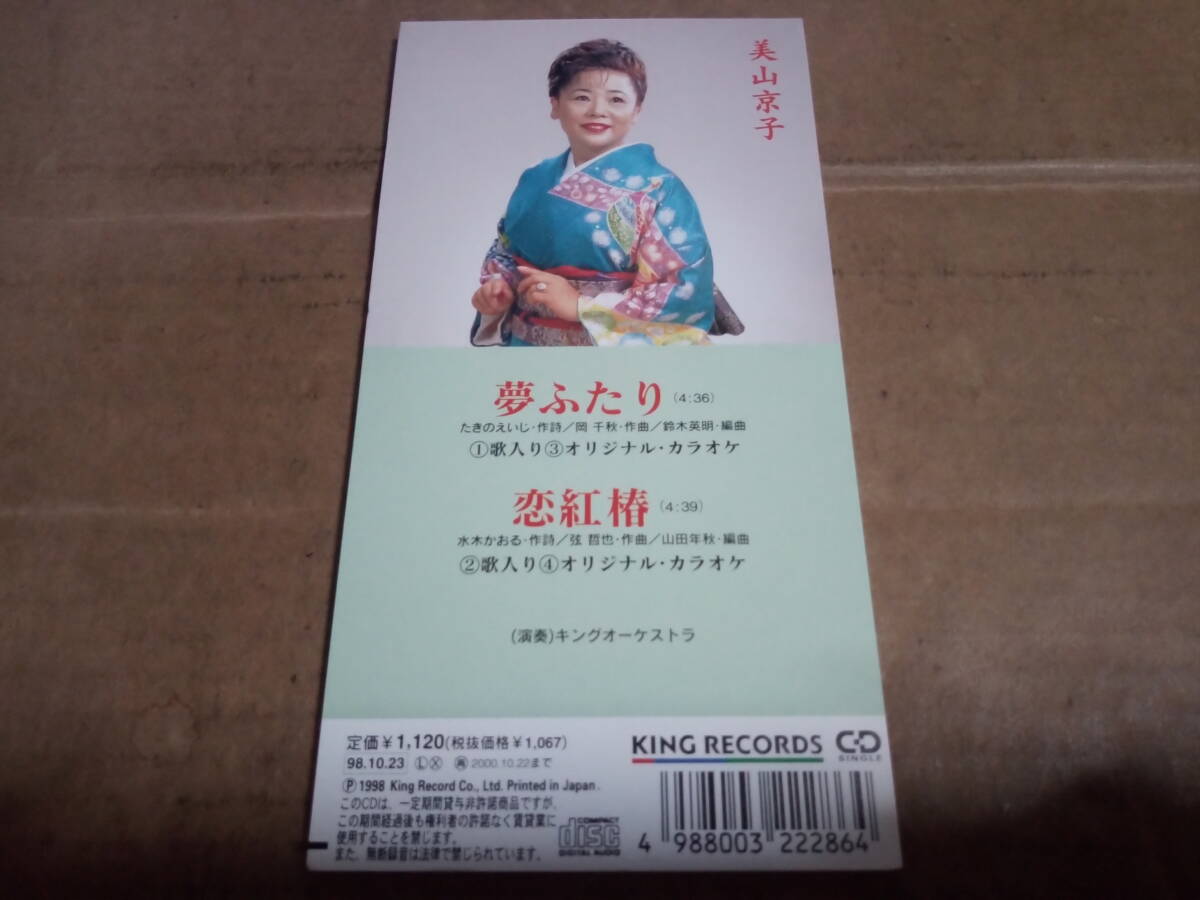 美山京子
夢ふたり(4:36)
たきのえいじ・作詩／岡 千秋・作曲／鈴木英明・編曲
①歌入り③オリジナル・カラオケ
恋紅椿(4:39)
水木かおる・作詩／弦 哲也・作曲／山田年秋・編曲
②歌入り④オリジナル・カラオケ
(演奏)キングオーケストラ
定価￥1,120(税抜価格￥1,067)
98.10.23 Ⓛ Ⓧ 再 2000.10.22まで
Ⓟ1998 King Record Co., Ltd. Printed in Japan.
このCDは、一定期間貸与非許諾商品ですが、
この期間経過後も権利者の許諾なく賃貸業に
使用することを禁じます。
また、無断録音は法律で禁じられています。
KING RECORDS
CD SINGLE
COMPACT disc DIGITAL AUDIO
4 988003 222864